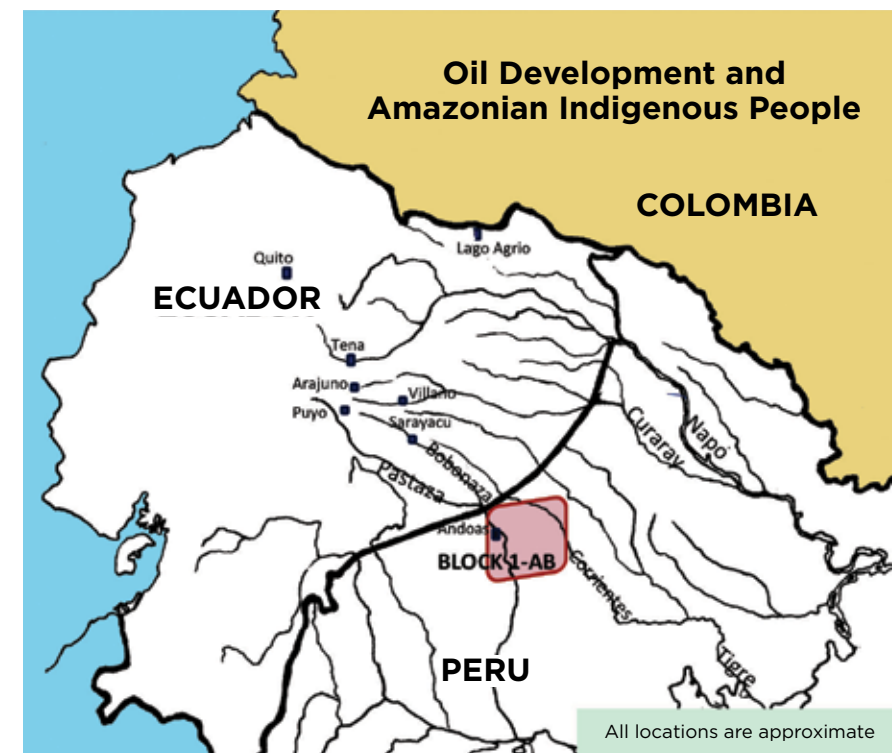 Oil Development and
Amazonian Indigenous People
COLOMBIA
Lago Agrio
Quito
ECUADOR
Tena
Arajuno
Villano
Puyo
Sarayacu
Curaray
Napo
Bobonaza
Pastaza
Andoas
BLOCK 1-AB
Corrientes
PERU
Tigre
All locations are approximate